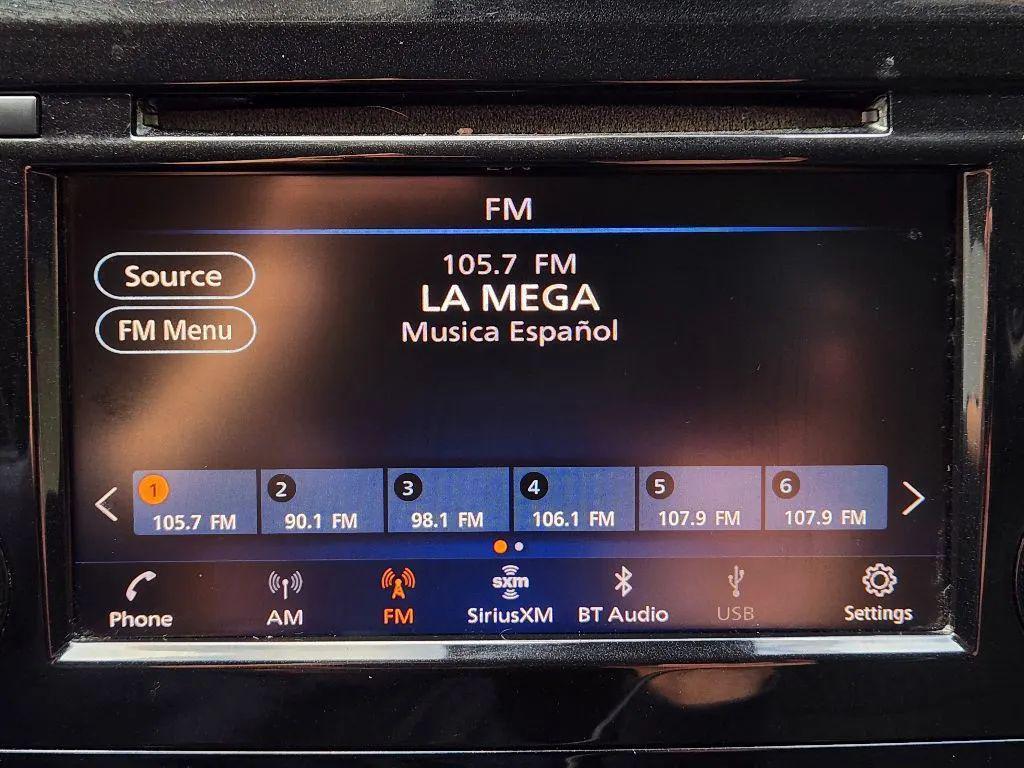 FM
Source
105.7 FM
LA MEGA
FM Menu
Musica Español
1 2 3 4 5 6
105.7 FM 90.1 FM 98.1 FM 106.1 FM 107.9 FM 107.9 FM
sxm
Phone AM FM SiriusXM BT Audio USB Settings